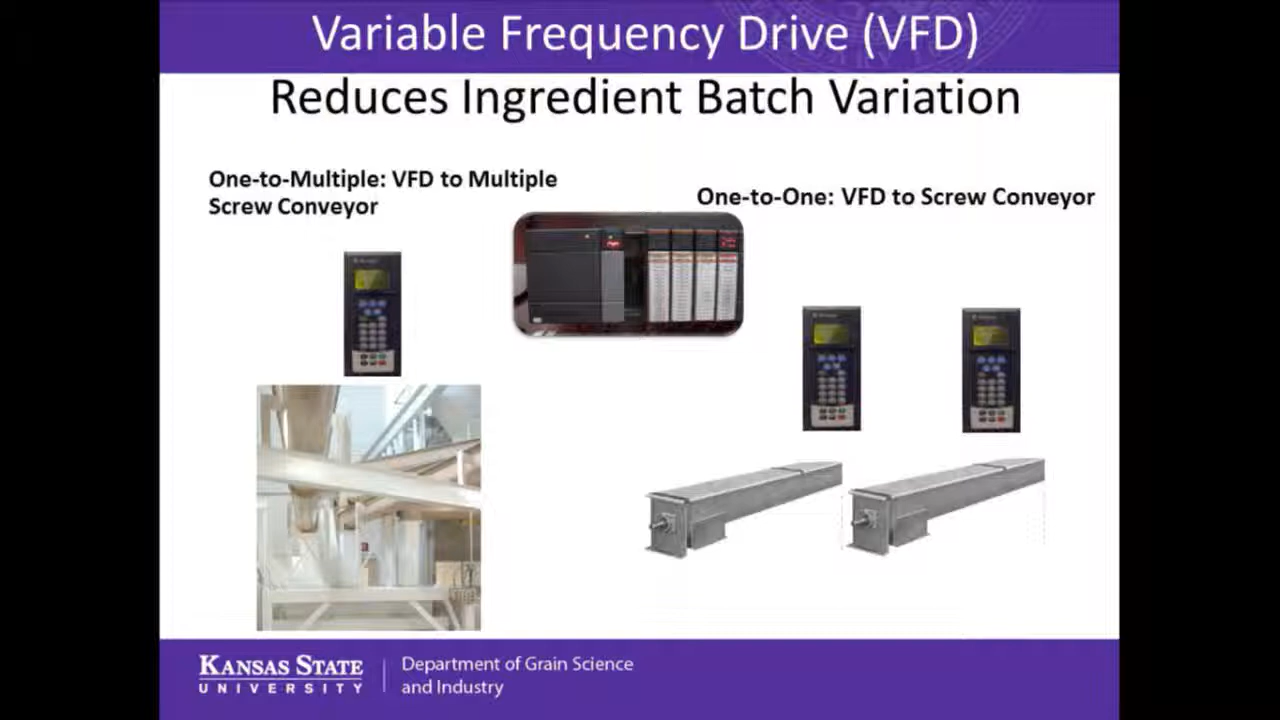 Variable Frequency Drive (VFD)
Reduces Ingredient Batch Variation
One-to-Multiple: VFD to Multiple
Screw Conveyor
One-to-One: VFD to Screw Conveyor
KANSAS STATE
UNIVERSITY
Department of Grain Science
and Industry